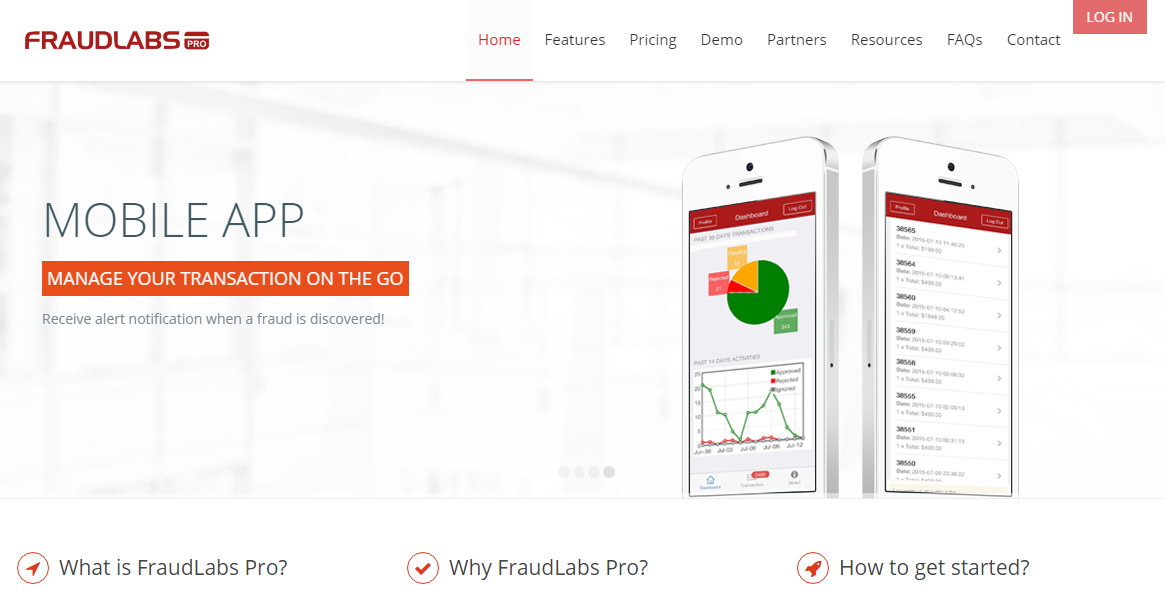 FRAUDLABS PRO
Home
Features
Pricing
Demo
Partners
Resources
FAQs
Contact
LOG IN
MOBILE APP
MANAGE YOUR TRANSACTION ON THE GO
Receive alert notification when a fraud is discovered!
Profile
Dashboard
Log Out
PAST 30 DAYS TRANSACTIONS
Pending
Rejected
21
Approved
242
PAST 14 DAYS ACTIVITIES
25
20
15
10
5
0
Approved
Rejected
Ignored
Jun-30 Jul-03 Jul-06 Jul-09 Jul-12
Dashboard
Transaction
About
Profile
Dashboard
Log Out
38565
Date: 2015-07-10 11:40:25
1 x Total: $199.00
38564
Date: 2015-07-10 06:13:41
1 x Total: $499.00
38560
Date: 2015-07-10 04:12:52
1 x Total: $1849.00
38559
Date: 2015-07-10 03:29:02
1 x Total: $499.00
38556
Date: 2015-07-10 02:06:32
1 x Total: $499.00
38555
Date: 2015-07-10 02:00:13
1 x Total: $499.00
38551
Date: 2015-07-10 00:31:13
1 x Total: $499.00
38550
Date: 2015-07-09 23:38:22
1 x Total: $499.00
What is FraudLabs Pro?
Why FraudLabs Pro?
How to get started?